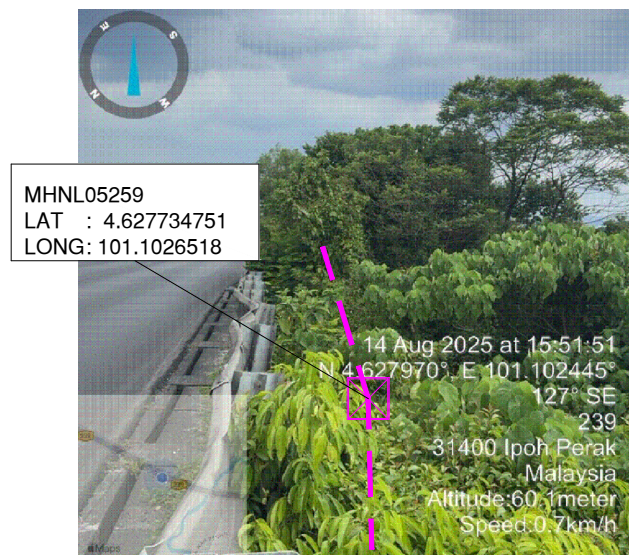 E
S
N
W
MHNL05259
LAT : 4.627734751
LONG: 101.1026518
14 Aug 2025 at 15:51:51
N 4.627970°, E 101.102445°
127° SE
239
31400 Ipoh Perak
Malaysia
Altitude:60.1meter
Speed:0.7km/h
Maps